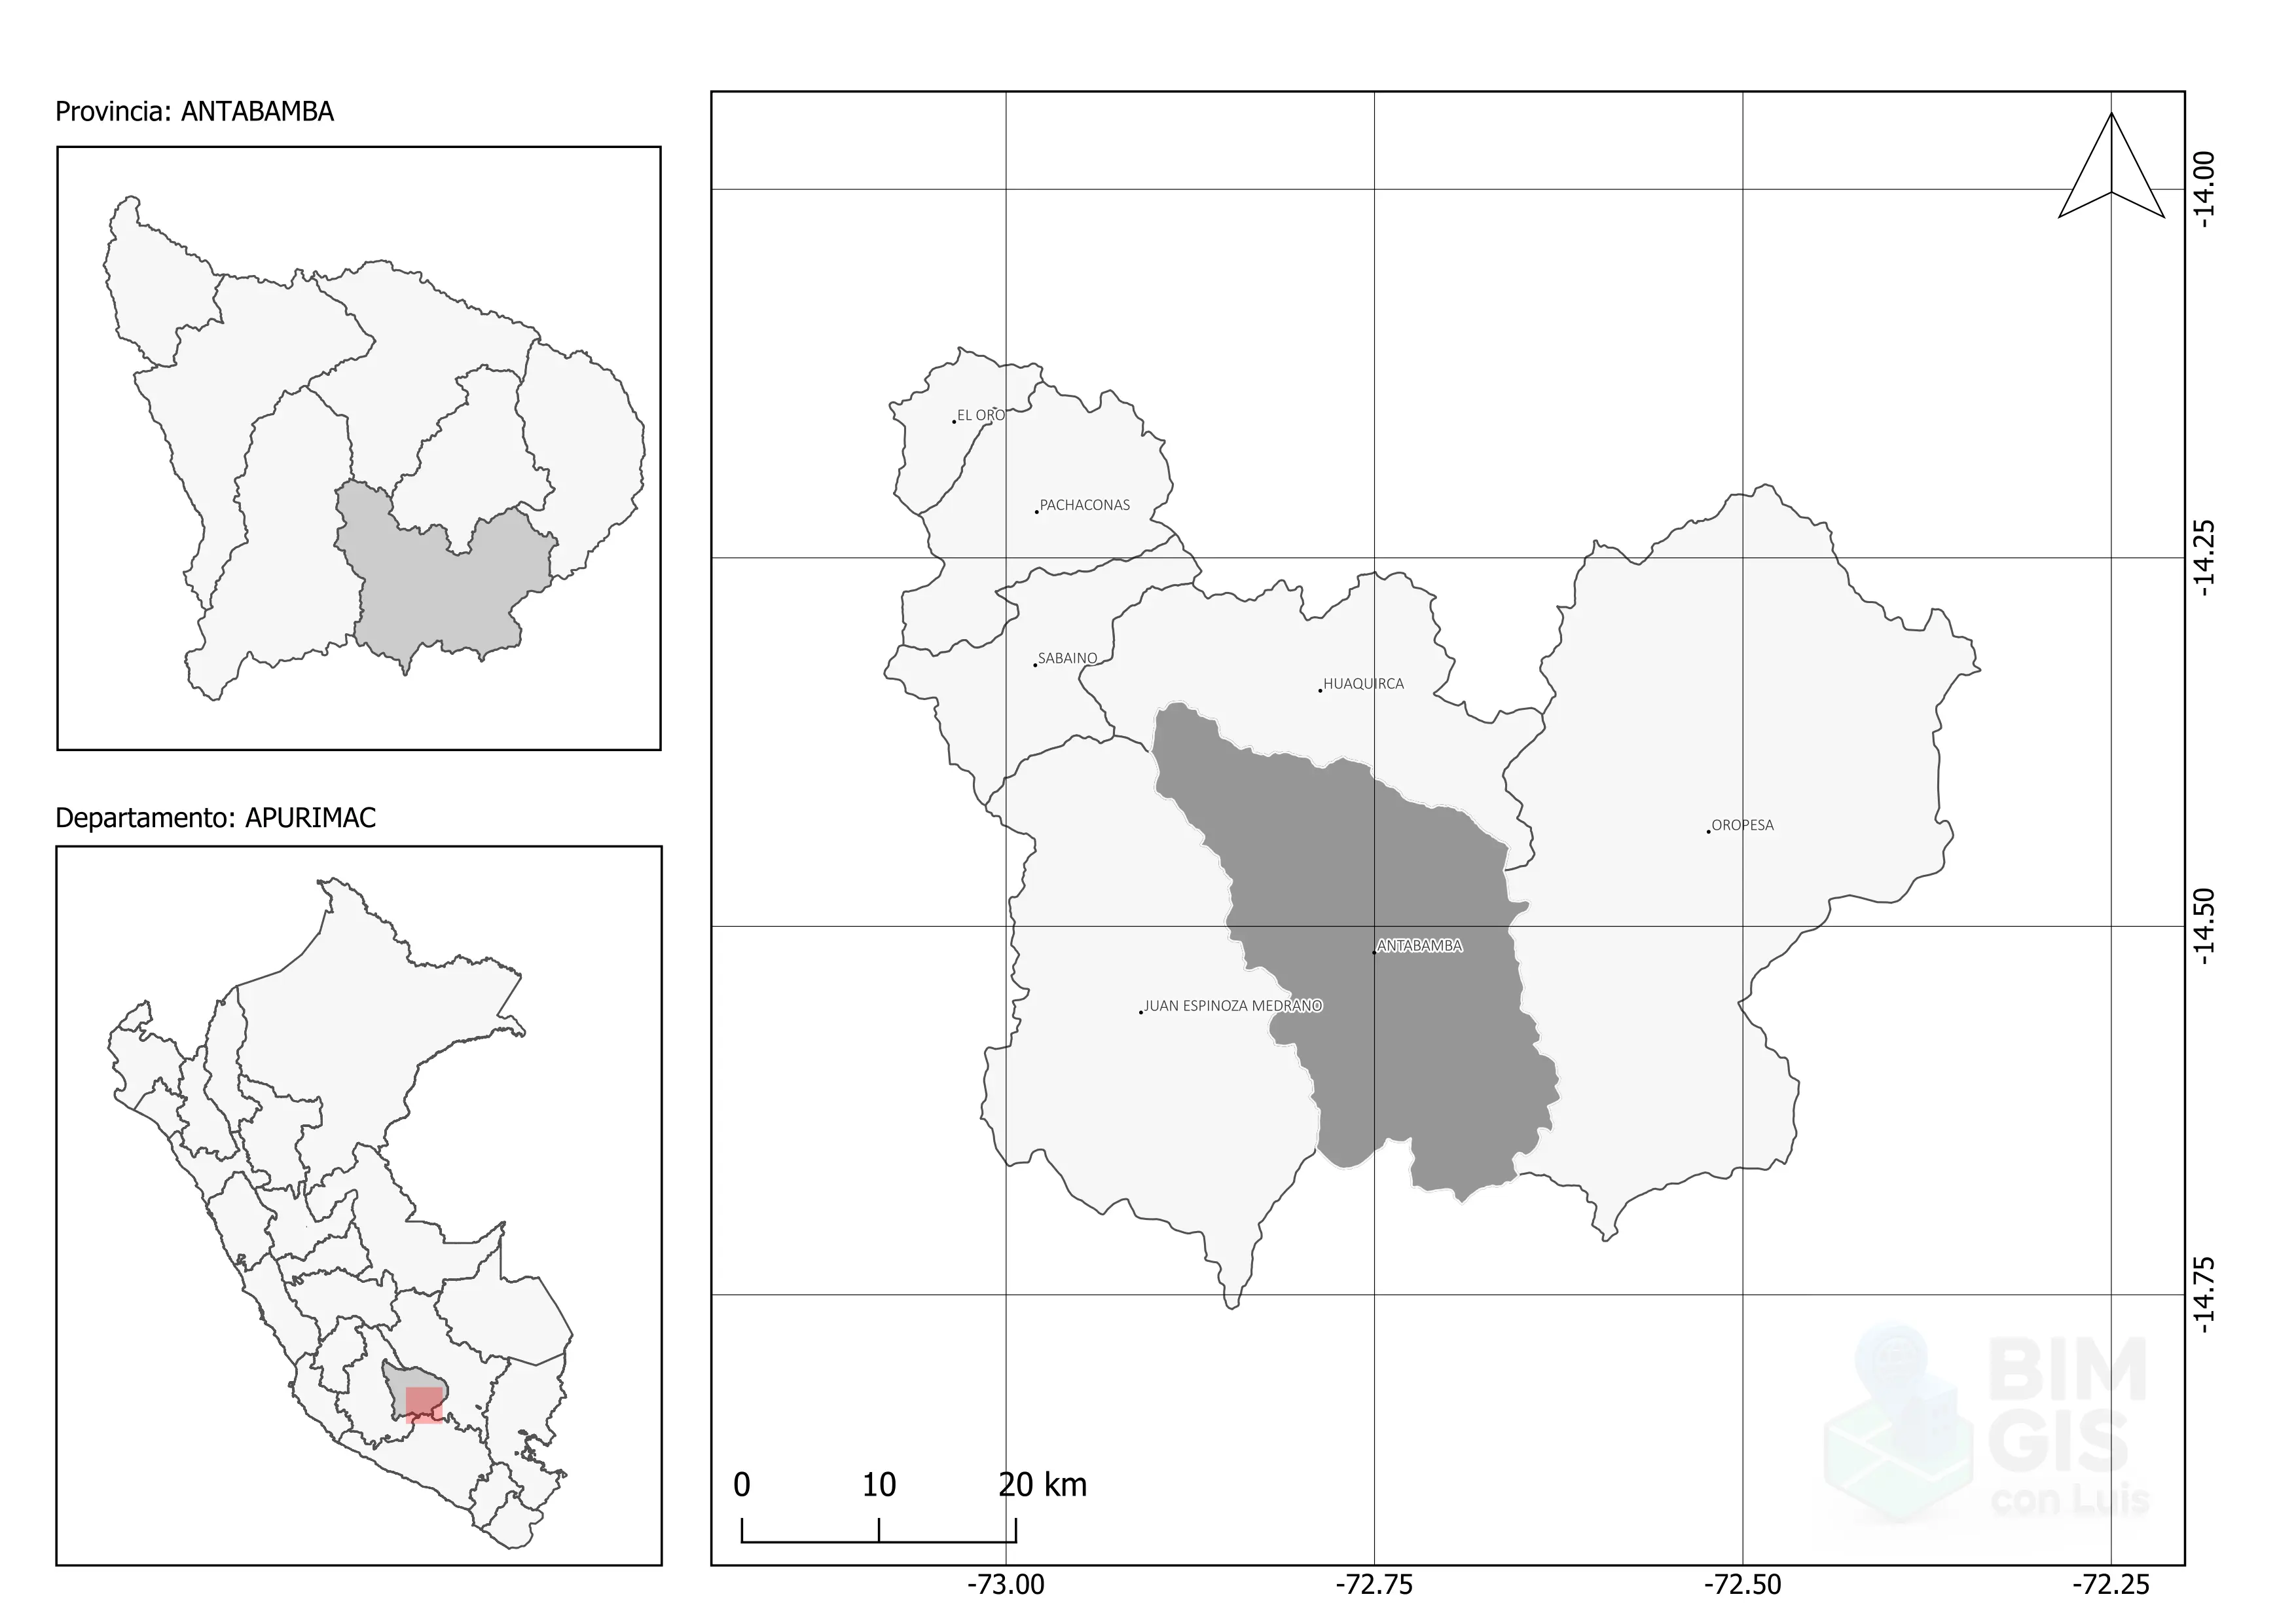 Provincia: ANTABAMBA
Departamento: APURIMAC
EL ORO
PACHACONAS
SABAINO
HUAQUIRCA
OROPESA
ANTABAMBA
JUAN ESPINOZA MEDRANO
-14.00
-14.25
-14.50
-14.75
BIM
GIS
con Luis
0 10 20 km
-73.00 -72.75 -72.50 -72.25